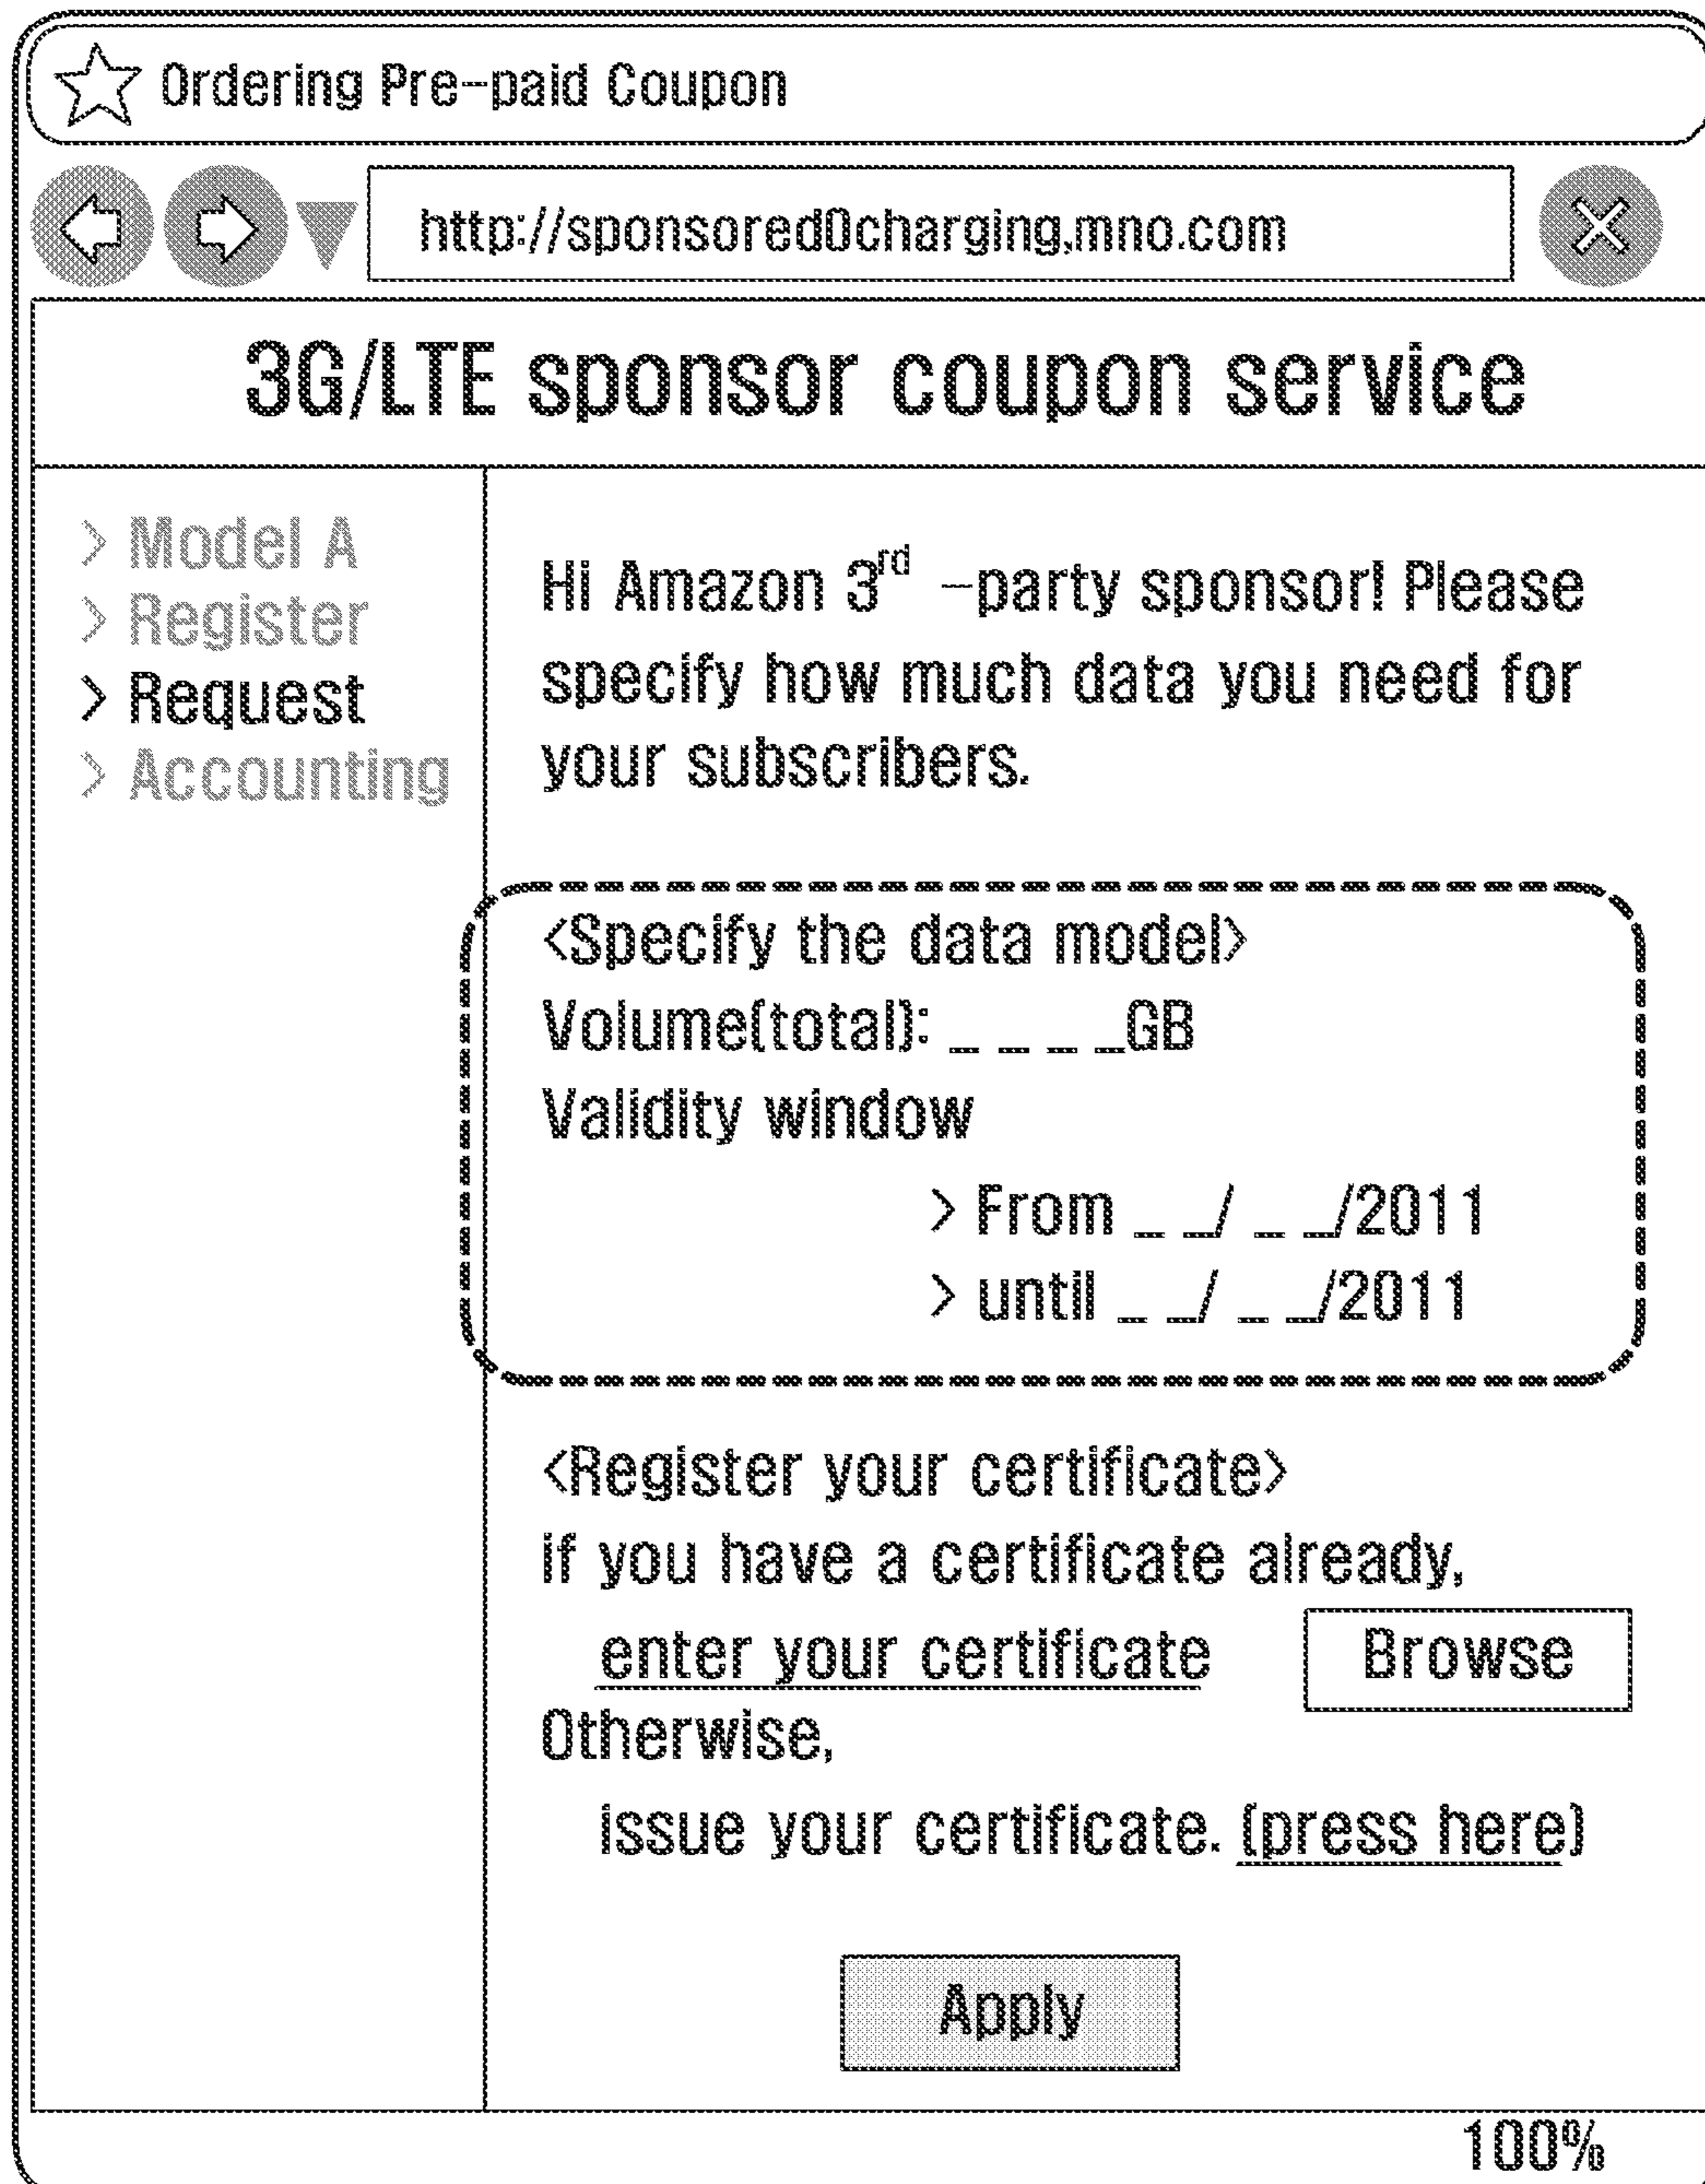 Ordering Pre-paid Coupon
http://sponsored0charging.mno.com
3G/LTE sponsor coupon service
> Model A
> Register
> Request
> Accounting
Hi Amazon 3rd -party sponsor! Please
specify how much data you need for
your subscribers.
<Specify the data model>
Volume(total): _ _ _ _GB
Validity window
> From _ _/ _ _/2011
> until _ _/ _ _/2011
<Register your certificate>
if you have a certificate already,
enter your certificate
Browse
Otherwise,
issue your certificate. (press here)
Apply
100%